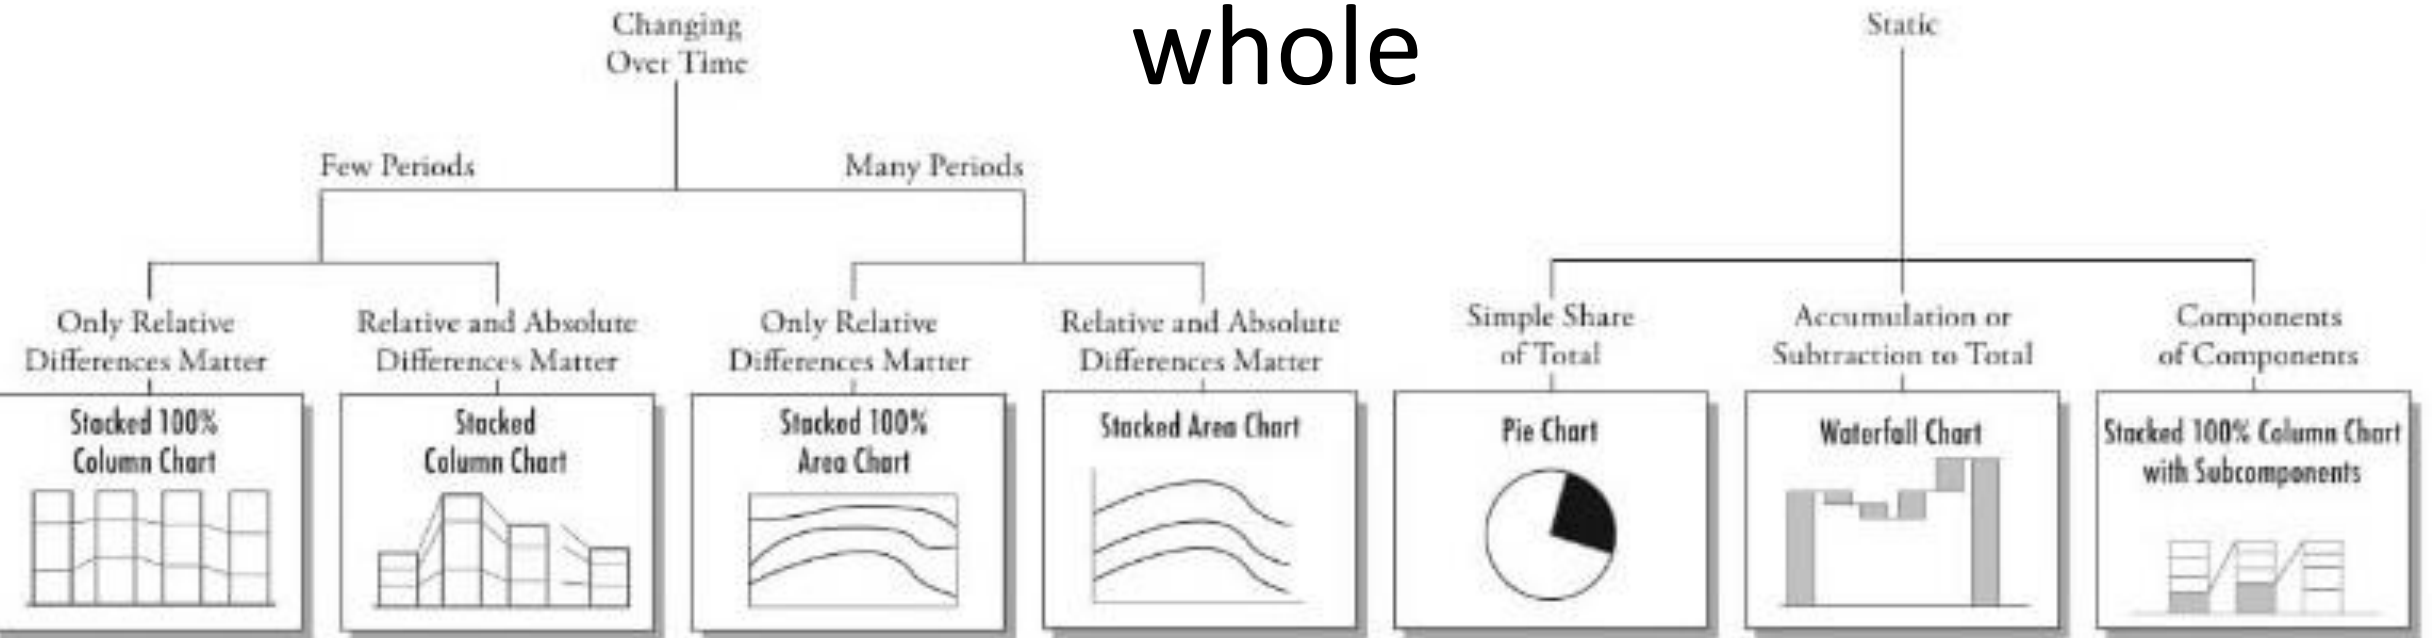 whole
Changing
Over Time
Static
Few Periods
Many Periods
Only Relative
Differences Matter
Relative and Absolute
Differences Matter
Only Relative
Differences Matter
Relative and Absolute
Differences Matter
Simple Share
of Total
Accumulation or
Subtraction to Total
Components
of Components
Stacked 100%
Column Chart
Stacked
Column Chart
Stacked 100%
Area Chart
Stacked Area Chart
Pie Chart
Waterfall Chart
Stacked 100% Column Chart
with Subcomponents